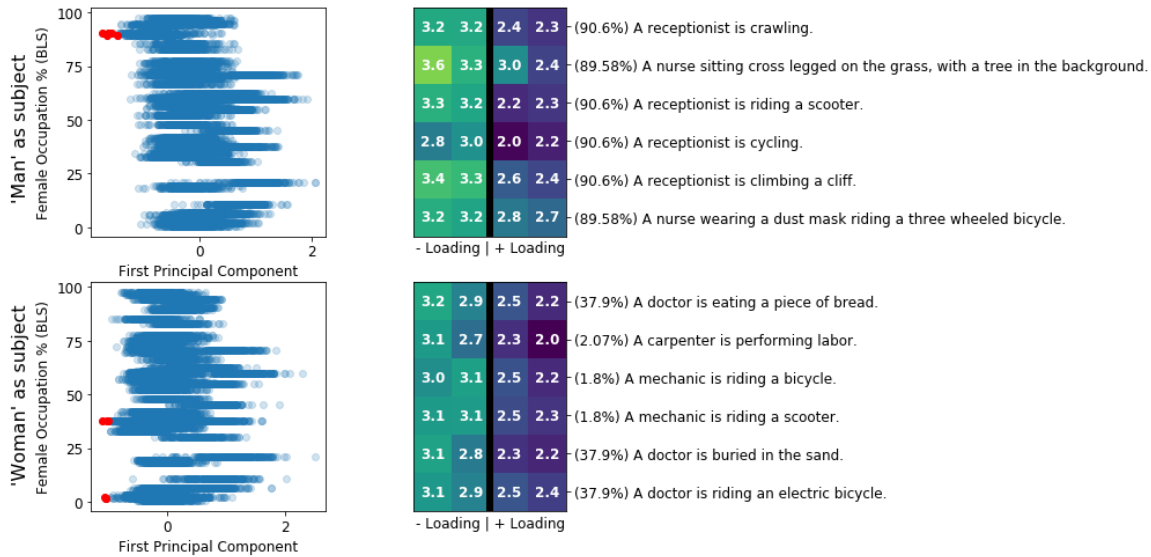 'Man' as subject
Female Occupation % (BLS)
100
75
50
25
0
0 2
First Principal Component
3.2 3.2 2.4 2.3 (90.6%) A receptionist is crawling.
3.6 3.3 3.0 2.4 (89.58%) A nurse sitting cross legged on the grass, with a tree in the background.
3.3 3.2 2.2 2.3 (90.6%) A receptionist is riding a scooter.
2.8 3.0 2.0 2.2 (90.6%) A receptionist is cycling.
3.4 3.3 2.6 2.4 (90.6%) A receptionist is climbing a cliff.
3.2 3.2 2.8 2.7 (89.58%) A nurse wearing a dust mask riding a three wheeled bicycle.
- Loading | + Loading
'Woman' as subject
Female Occupation % (BLS)
100
75
50
25
0
0 2
First Principal Component
3.2 2.9 2.5 2.2 (37.9%) A doctor is eating a piece of bread.
3.1 2.7 2.3 2.0 (2.07%) A carpenter is performing labor.
3.0 3.1 2.5 2.2 (1.8%) A mechanic is riding a bicycle.
3.1 3.1 2.5 2.3 (1.8%) A mechanic is riding a scooter.
3.1 2.8 2.3 2.2 (37.9%) A doctor is buried in the sand.
3.1 2.9 2.5 2.4 (37.9%) A doctor is riding an electric bicycle.
- Loading | + Loading